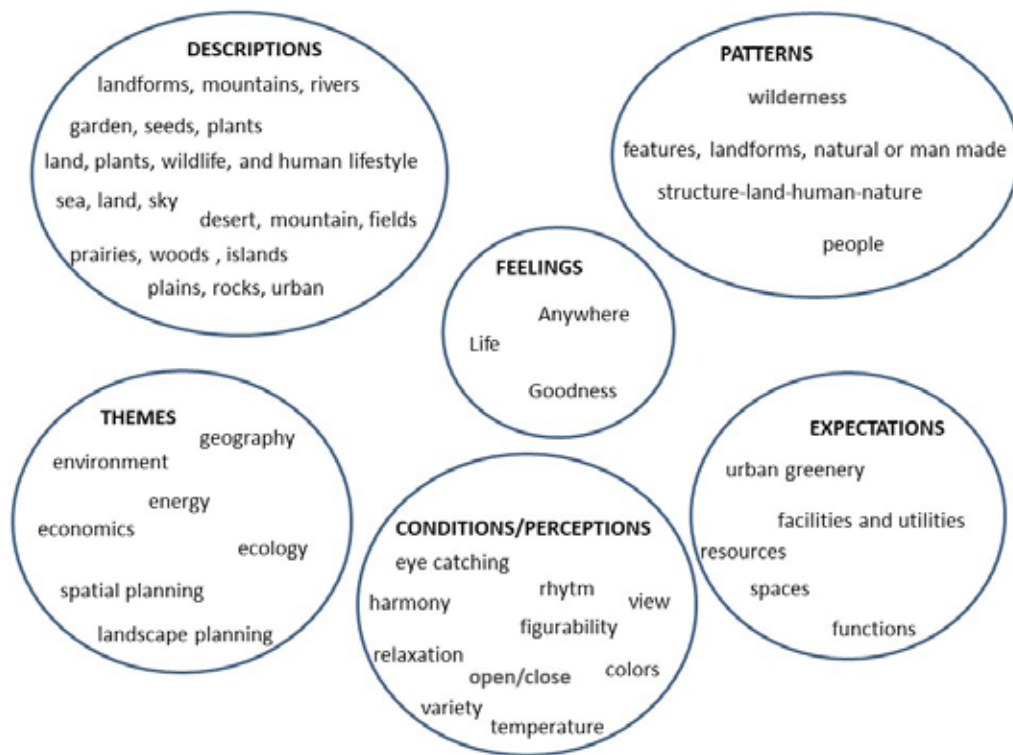 DESCRIPTIONS
landforms, mountains, rivers
garden, seeds, plants
land, plants, wildlife, and human lifestyle
sea, land, sky
desert, mountain, fields
prairies, woods , islands
plains, rocks, urban
PATTERNS
wilderness
features, landforms, natural or man made
structure-land-human-nature
people
FEELINGS
Anywhere
Life
Goodness
THEMES
geography
environment
energy
economics
ecology
spatial planning
landscape planning
CONDITIONS/PERCEPTIONS
eye catching
rhytm
harmony
view
figurability
relaxation
colors
open/close
variety
temperature
EXPECTATIONS
urban greenery
facilities and utilities
resources
spaces
functions